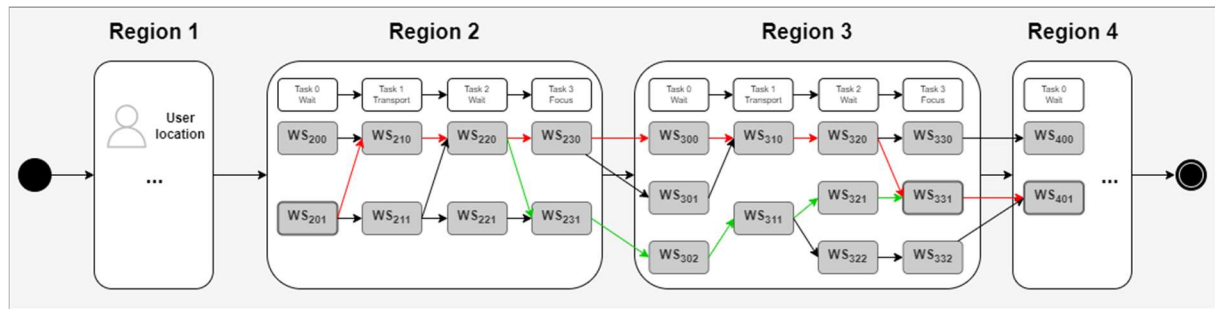 Region 1
Region 2
Region 3
Region 4
User
location
...
Task 0
Wait
Task 1
Transport
Task 2
Wait
Task 3
Focus
WS200
WS210
WS220
WS230
WS201
WS211
WS221
WS231
Task 0
Wait
Task 1
Transport
Task 2
Wait
Task 3
Focus
WS300
WS310
WS320
WS330
WS301
WS321
WS331
WS311
WS302
WS322
WS332
Task 0
Wait
WS400
WS401
...